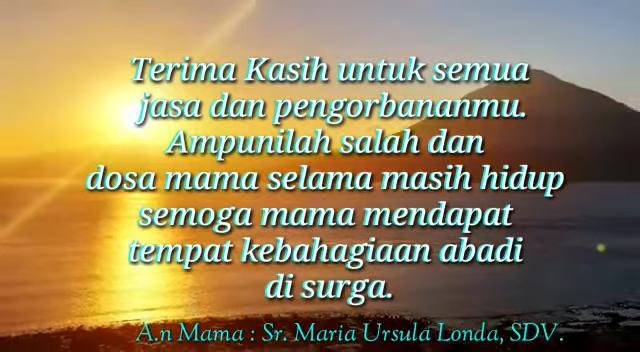 Terima Kasih untuk semua
jasa dan pengorbananmu.
Ampunilah salah dan
dosa mama selama masih hidup
semoga mama mendapat
tempat kebahagiaan abadi
di surga.
A.n Mama : Sr. Maria Ursula Londa, SDV.